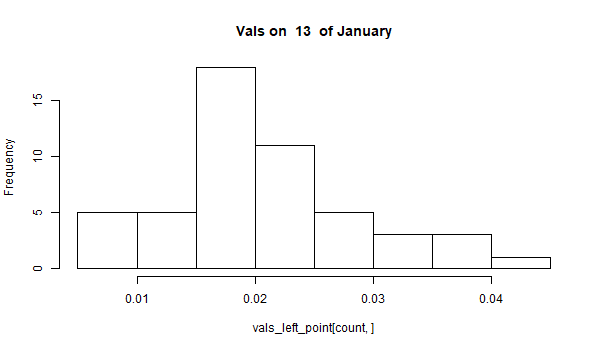 Vals on  13  of January
Frequency
15
10
5
0
0.01 0.02 0.03 0.04
vals_left_point[count, ]